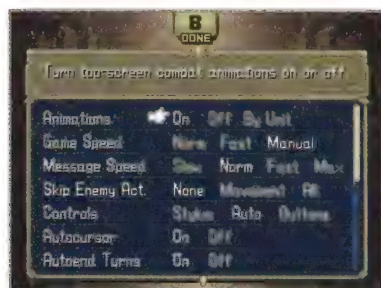 B
DONE
Turn top-screen combat animations on or off.
Animations On Off By Unit
Game Speed Norm Fast Manual
Message Speed Slow Norm Fast Max
Skip Enemy Act. None Movement All
Controls Stylus Auto Buttons
Autocursor On Off
Autoend Turns On Off